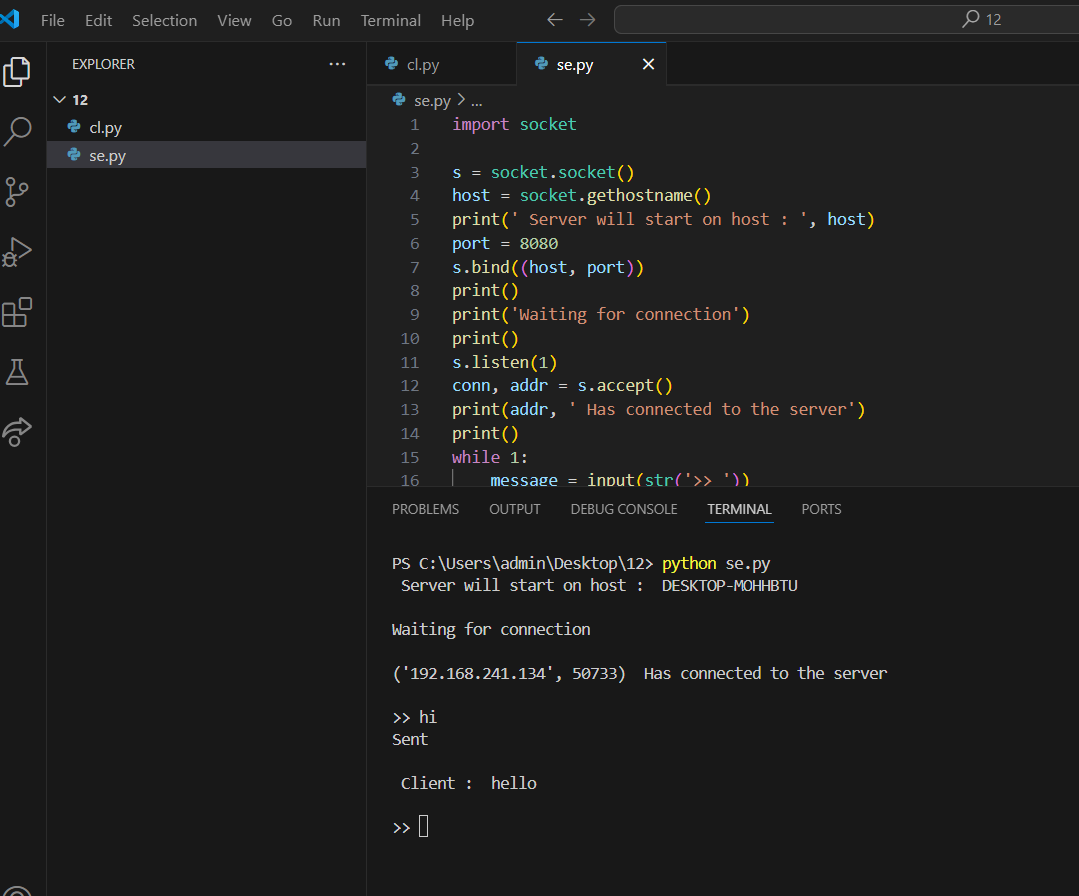 File Edit Selection View Go Run Terminal Help 12
EXPLORER ...
12
cl.py
se.py
cl.py se.py
se.py > ...
1 import socket
2
3 s = socket.socket()
4 host = socket.gethostname()
5 print(' Server will start on host : ', host)
6 port = 8080
7 s.bind((host, port))
8 print()
9 print('Waiting for connection')
10 print()
11 s.listen(1)
12 conn, addr = s.accept()
13 print(addr, ' Has connected to the server')
14 print()
15 while 1:
16 message = input(str('>> '))
PROBLEMS OUTPUT DEBUG CONSOLE TERMINAL PORTS
PS C:\Users\admin\Desktop\12> python se.py
Server will start on host : DESKTOP-MOHHBTU
Waiting for connection
('192.168.241.134', 50733) Has connected to the server
>> hi
Sent
Client : hello
>>